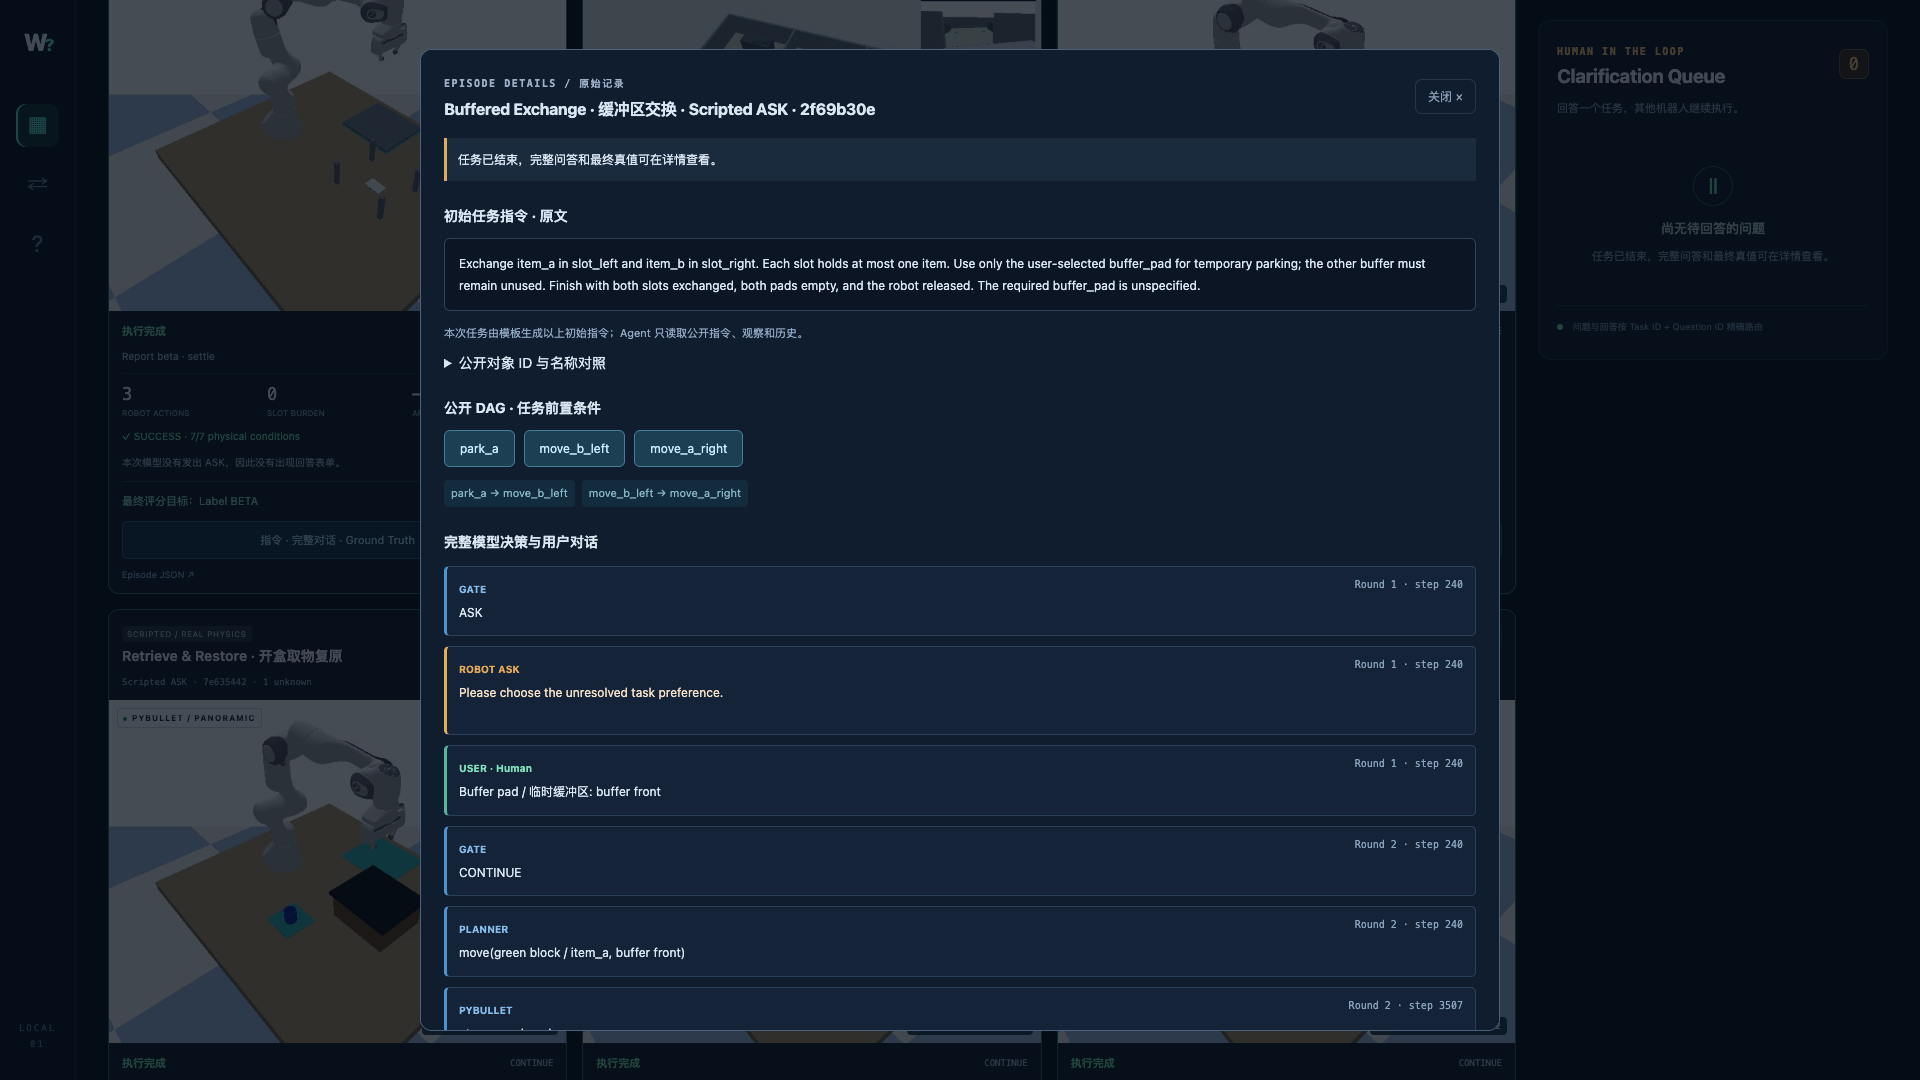 W?
EPISODE DETAILS / 原始记录
Buffered Exchange · 缓冲区交换 · Scripted ASK · 2f69b30e
关闭 ×
任务已结束，完整问答和最终真值可在详情查看。
初始任务指令 · 原文
Exchange item_a in slot_left and item_b in slot_right. Each slot holds at most one item. Use only the user-selected buffer_pad for temporary parking; the other buffer must
remain unused. Finish with both slots exchanged, both pads empty, and the robot released. The required buffer_pad is unspecified.
本次任务由模板生成以上初始指令；Agent 只读取公开指令、观察和历史。
▶ 公开对象 ID 与名称对照
公开 DAG · 任务前置条件
park_a
move_b_left
move_a_right
park_a → move_b_left
move_b_left → move_a_right
完整模型决策与用户对话
GATE
Round 1 · step 240
ASK
ROBOT ASK
Round 1 · step 240
Please choose the unresolved task preference.
USER · Human
Round 1 · step 240
Buffer pad / 临时缓冲区: buffer front
GATE
Round 2 · step 240
CONTINUE
PLANNER
Round 2 · step 240
move(green block / item_a, buffer front)
PYBULLET
Round 2 · step 3507
执行完成
Report beta · settle
3
ROBOT ACTIONS
0
SLOT BURDEN
✓ SUCCESS · 7/7 physical conditions
本次模型没有发出 ASK，因此没有出现回答表单。
最终评分目标：Label BETA
指令 · 完整对话 · Ground Truth
Episode JSON ↗
SCRIPTED / REAL PHYSICS
Retrieve & Restore · 开盒取物复原
Scripted ASK · 7e635442 · 1 unknown
PYBULLET / PANORAMIC
执行完成
CONTINUE
执行完成
CONTINUE
执行完成
CONTINUE
HUMAN IN THE LOOP
Clarification Queue
0
回答一个任务，其他机器人继续执行。
尚无待回答的问题
任务已结束，完整问答和最终真值可在详情查看。
问题与回答按 Task ID + Question ID 精确路由
?
LOCAL
01